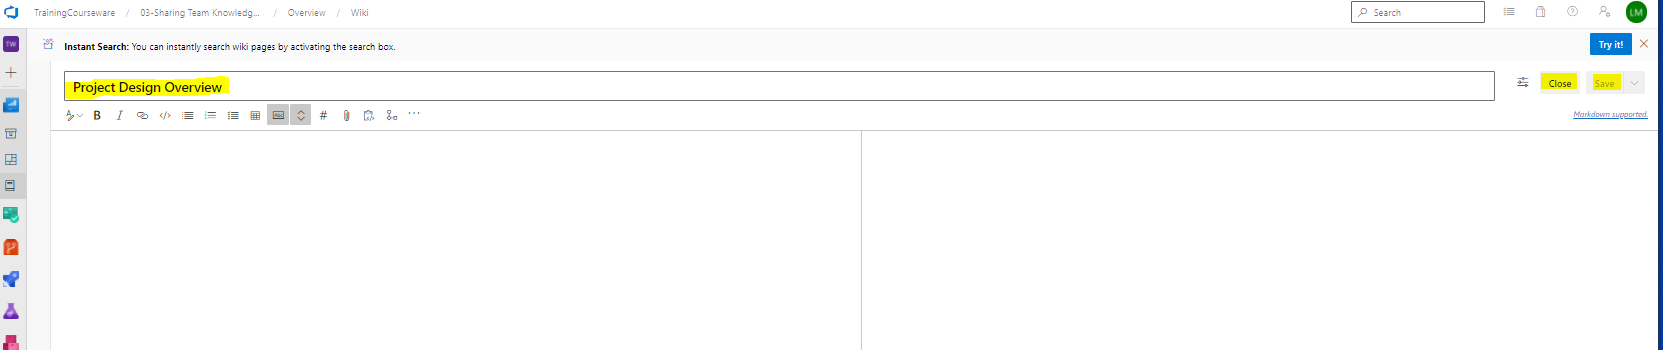 TrainingCourseware / 03-Sharing Team Knowledg... / Overview / Wiki
Search
LM
TW
Instant Search: You can instantly search wiki pages by activating the search box.
Try it!
Project Design Overview
Close
Save
B I </> Abc # ...
Markdown supported.